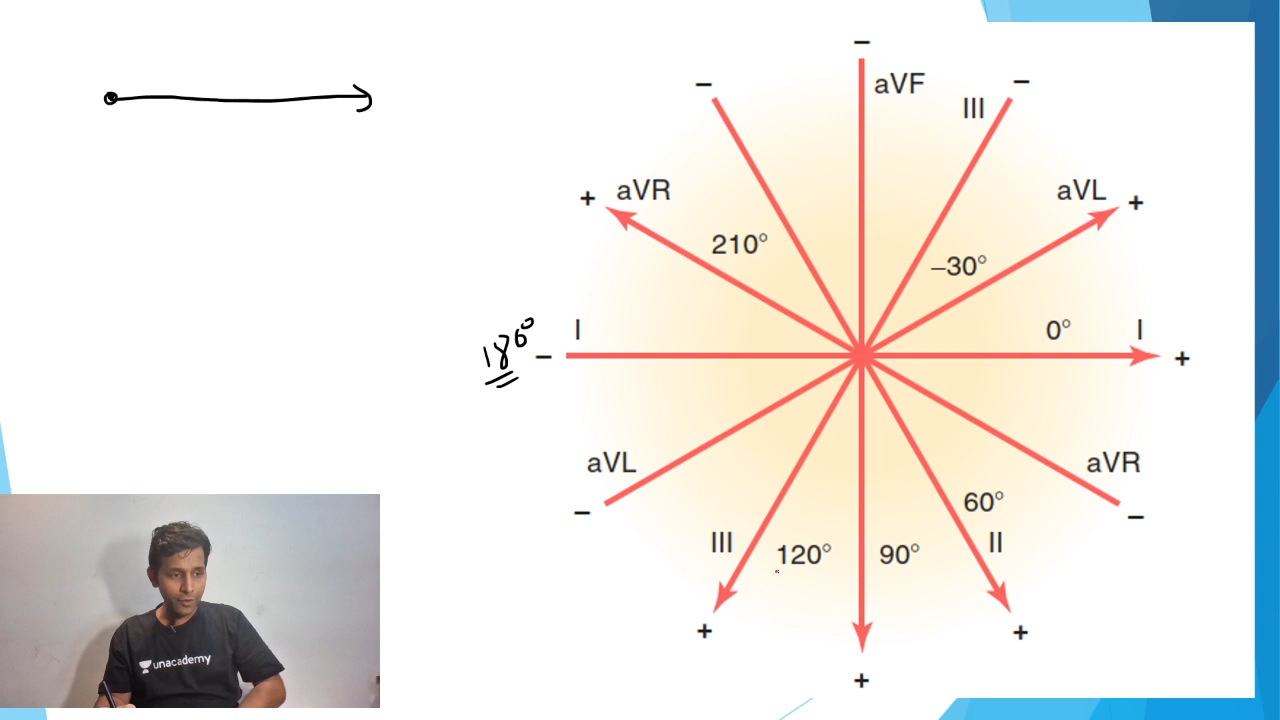 −
− aVF −
III
+ aVR aVL +
210°
−30°
180°
− I 0° I +
aVL aVR
− −
60°
III 120° 90° II
+ +
+
unacademy